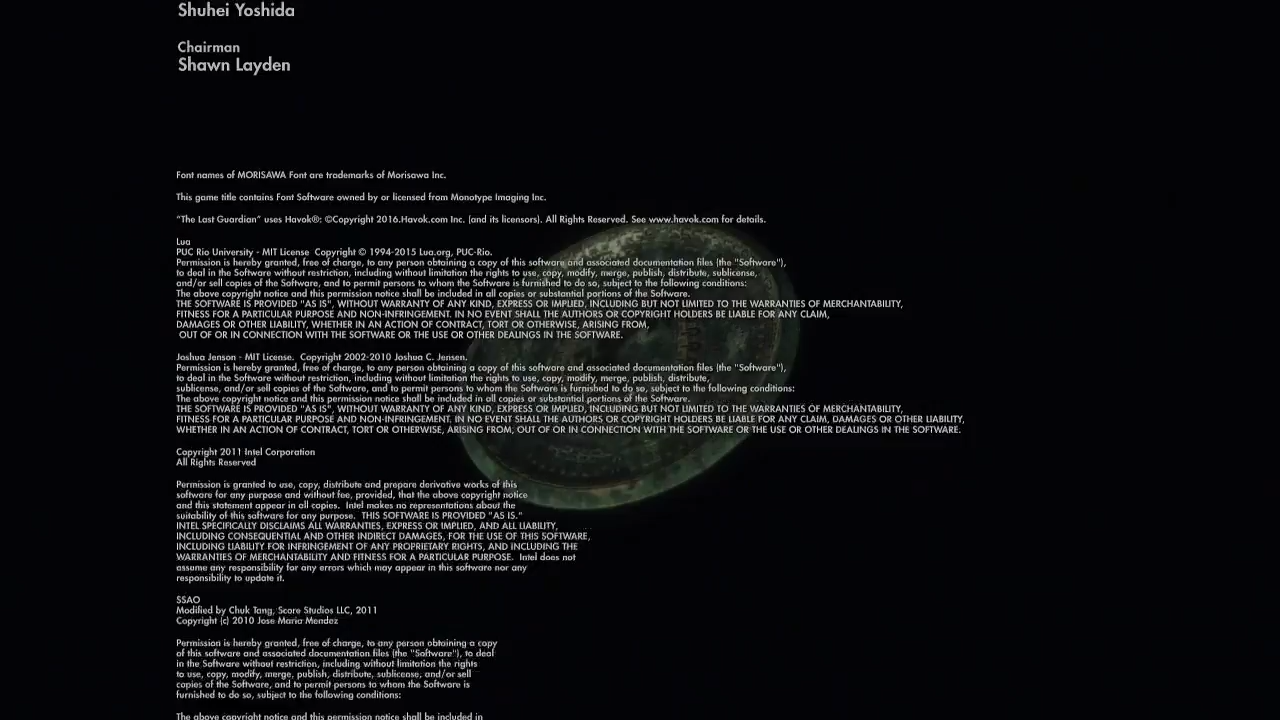 Shuhei Yoshida
Chairman
Shawn Layden
Font names of MORISAWA Font are trademarks of Morisawa Inc.
This game title contains Font Software owned by or licensed from Monotype Imaging Inc.
“The Last Guardian” uses Havok®: ©Copyright 2016.Havok.com Inc. (and its licensors). All Rights Reserved. See www.havok.com for details.
Lua
PUC Rio University - MIT License  Copyright © 1994-2015 Lua.org, PUC-Rio.
Permission is hereby granted, free of charge, to any person obtaining a copy of this software and associated documentation files (the "Software"),
to deal in the Software without restriction, including without limitation the rights to use, copy, modify, merge, publish, distribute, sublicense,
and/or sell copies of the Software, and to permit persons to whom the Software is furnished to do so, subject to the following conditions:
The above copyright notice and this permission notice shall be included in all copies or substantial portions of the Software.
THE SOFTWARE IS PROVIDED "AS IS", WITHOUT WARRANTY OF ANY KIND, EXPRESS OR IMPLIED, INCLUDING BUT NOT LIMITED TO THE WARRANTIES OF MERCHANTABILITY,
FITNESS FOR A PARTICULAR PURPOSE AND NON-INFRINGEMENT. IN NO EVENT SHALL THE AUTHORS OR COPYRIGHT HOLDERS BE LIABLE FOR ANY CLAIM,
DAMAGES OR OTHER LIABILITY, WHETHER IN AN ACTION OF CONTRACT, TORT OR OTHERWISE, ARISING FROM,
OUT OF OR IN CONNECTION WITH THE SOFTWARE OR THE USE OR OTHER DEALINGS IN THE SOFTWARE.
Joshua Jenson - MIT License.  Copyright 2002-2010 Joshua C. Jensen.
Permission is hereby granted, free of charge, to any person obtaining a copy of this software and associated documentation files (the "Software"),
to deal in the Software without restriction, including without limitation the rights to use, copy, modify, merge, publish, distribute,
sublicense, and/or sell copies of the Software, and to permit persons to whom the Software is furnished to do so, subject to the following conditions:
The above copyright notice and this permission notice shall be included in all copies or substantial portions of the Software.
THE SOFTWARE IS PROVIDED "AS IS", WITHOUT WARRANTY OF ANY KIND, EXPRESS OR IMPLIED, INCLUDING BUT NOT LIMITED TO THE WARRANTIES OF MERCHANTABILITY,
FITNESS FOR A PARTICULAR PURPOSE AND NON-INFRINGEMENT. IN NO EVENT SHALL THE AUTHORS OR COPYRIGHT HOLDERS BE LIABLE FOR ANY CLAIM, DAMAGES OR OTHER LIABILITY,
WHETHER IN AN ACTION OF CONTRACT, TORT OR OTHERWISE, ARISING FROM, OUT OF OR IN CONNECTION WITH THE SOFTWARE OR THE USE OR OTHER DEALINGS IN THE SOFTWARE.
Copyright 2011 Intel Corporation
All Rights Reserved
Permission is granted to use, copy, distribute and prepare derivative works of this
software for any purpose and without fee, provided, that the above copyright notice
and this statement appear in all copies.  Intel makes no representations about the
suitability of this software for any purpose.  THIS SOFTWARE IS PROVIDED "AS IS."
INTEL SPECIFICALLY DISCLAIMS ALL WARRANTIES, EXPRESS OR IMPLIED, AND ALL LIABILITY,
INCLUDING CONSEQUENTIAL AND OTHER INDIRECT DAMAGES, FOR THE USE OF THIS SOFTWARE,
INCLUDING LIABILITY FOR INFRINGEMENT OF ANY PROPRIETARY RIGHTS, AND INCLUDING THE
WARRANTIES OF MERCHANTABILITY AND FITNESS FOR A PARTICULAR PURPOSE.  Intel does not
assume any responsibility for any errors which may appear in this software nor any
responsibility to update it.
SSAO
Modified by Chuk Tang, Score Studios LLC, 2011
Copyright (c) 2010 Jose Maria Mendez
Permission is hereby granted, free of charge, to any person obtaining a copy
of this software and associated documentation files (the "Software"), to deal
in the Software without restriction, including without limitation the rights
to use, copy, modify, merge, publish, distribute, sublicense, and/or sell
copies of the Software, and to permit persons to whom the Software is
furnished to do so, subject to the following conditions:
The above copyright notice and this permission notice shall be included in